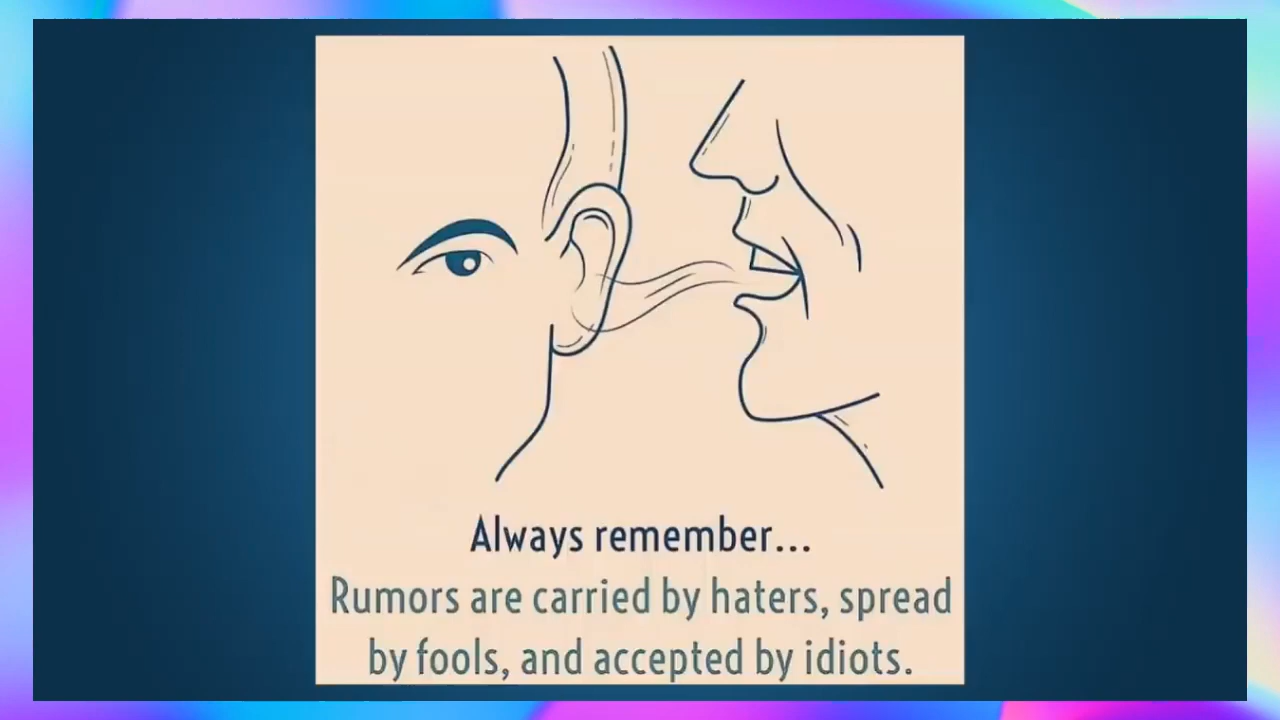 Always remember...
Rumors are carried by haters, spread
by fools, and accepted by idiots.